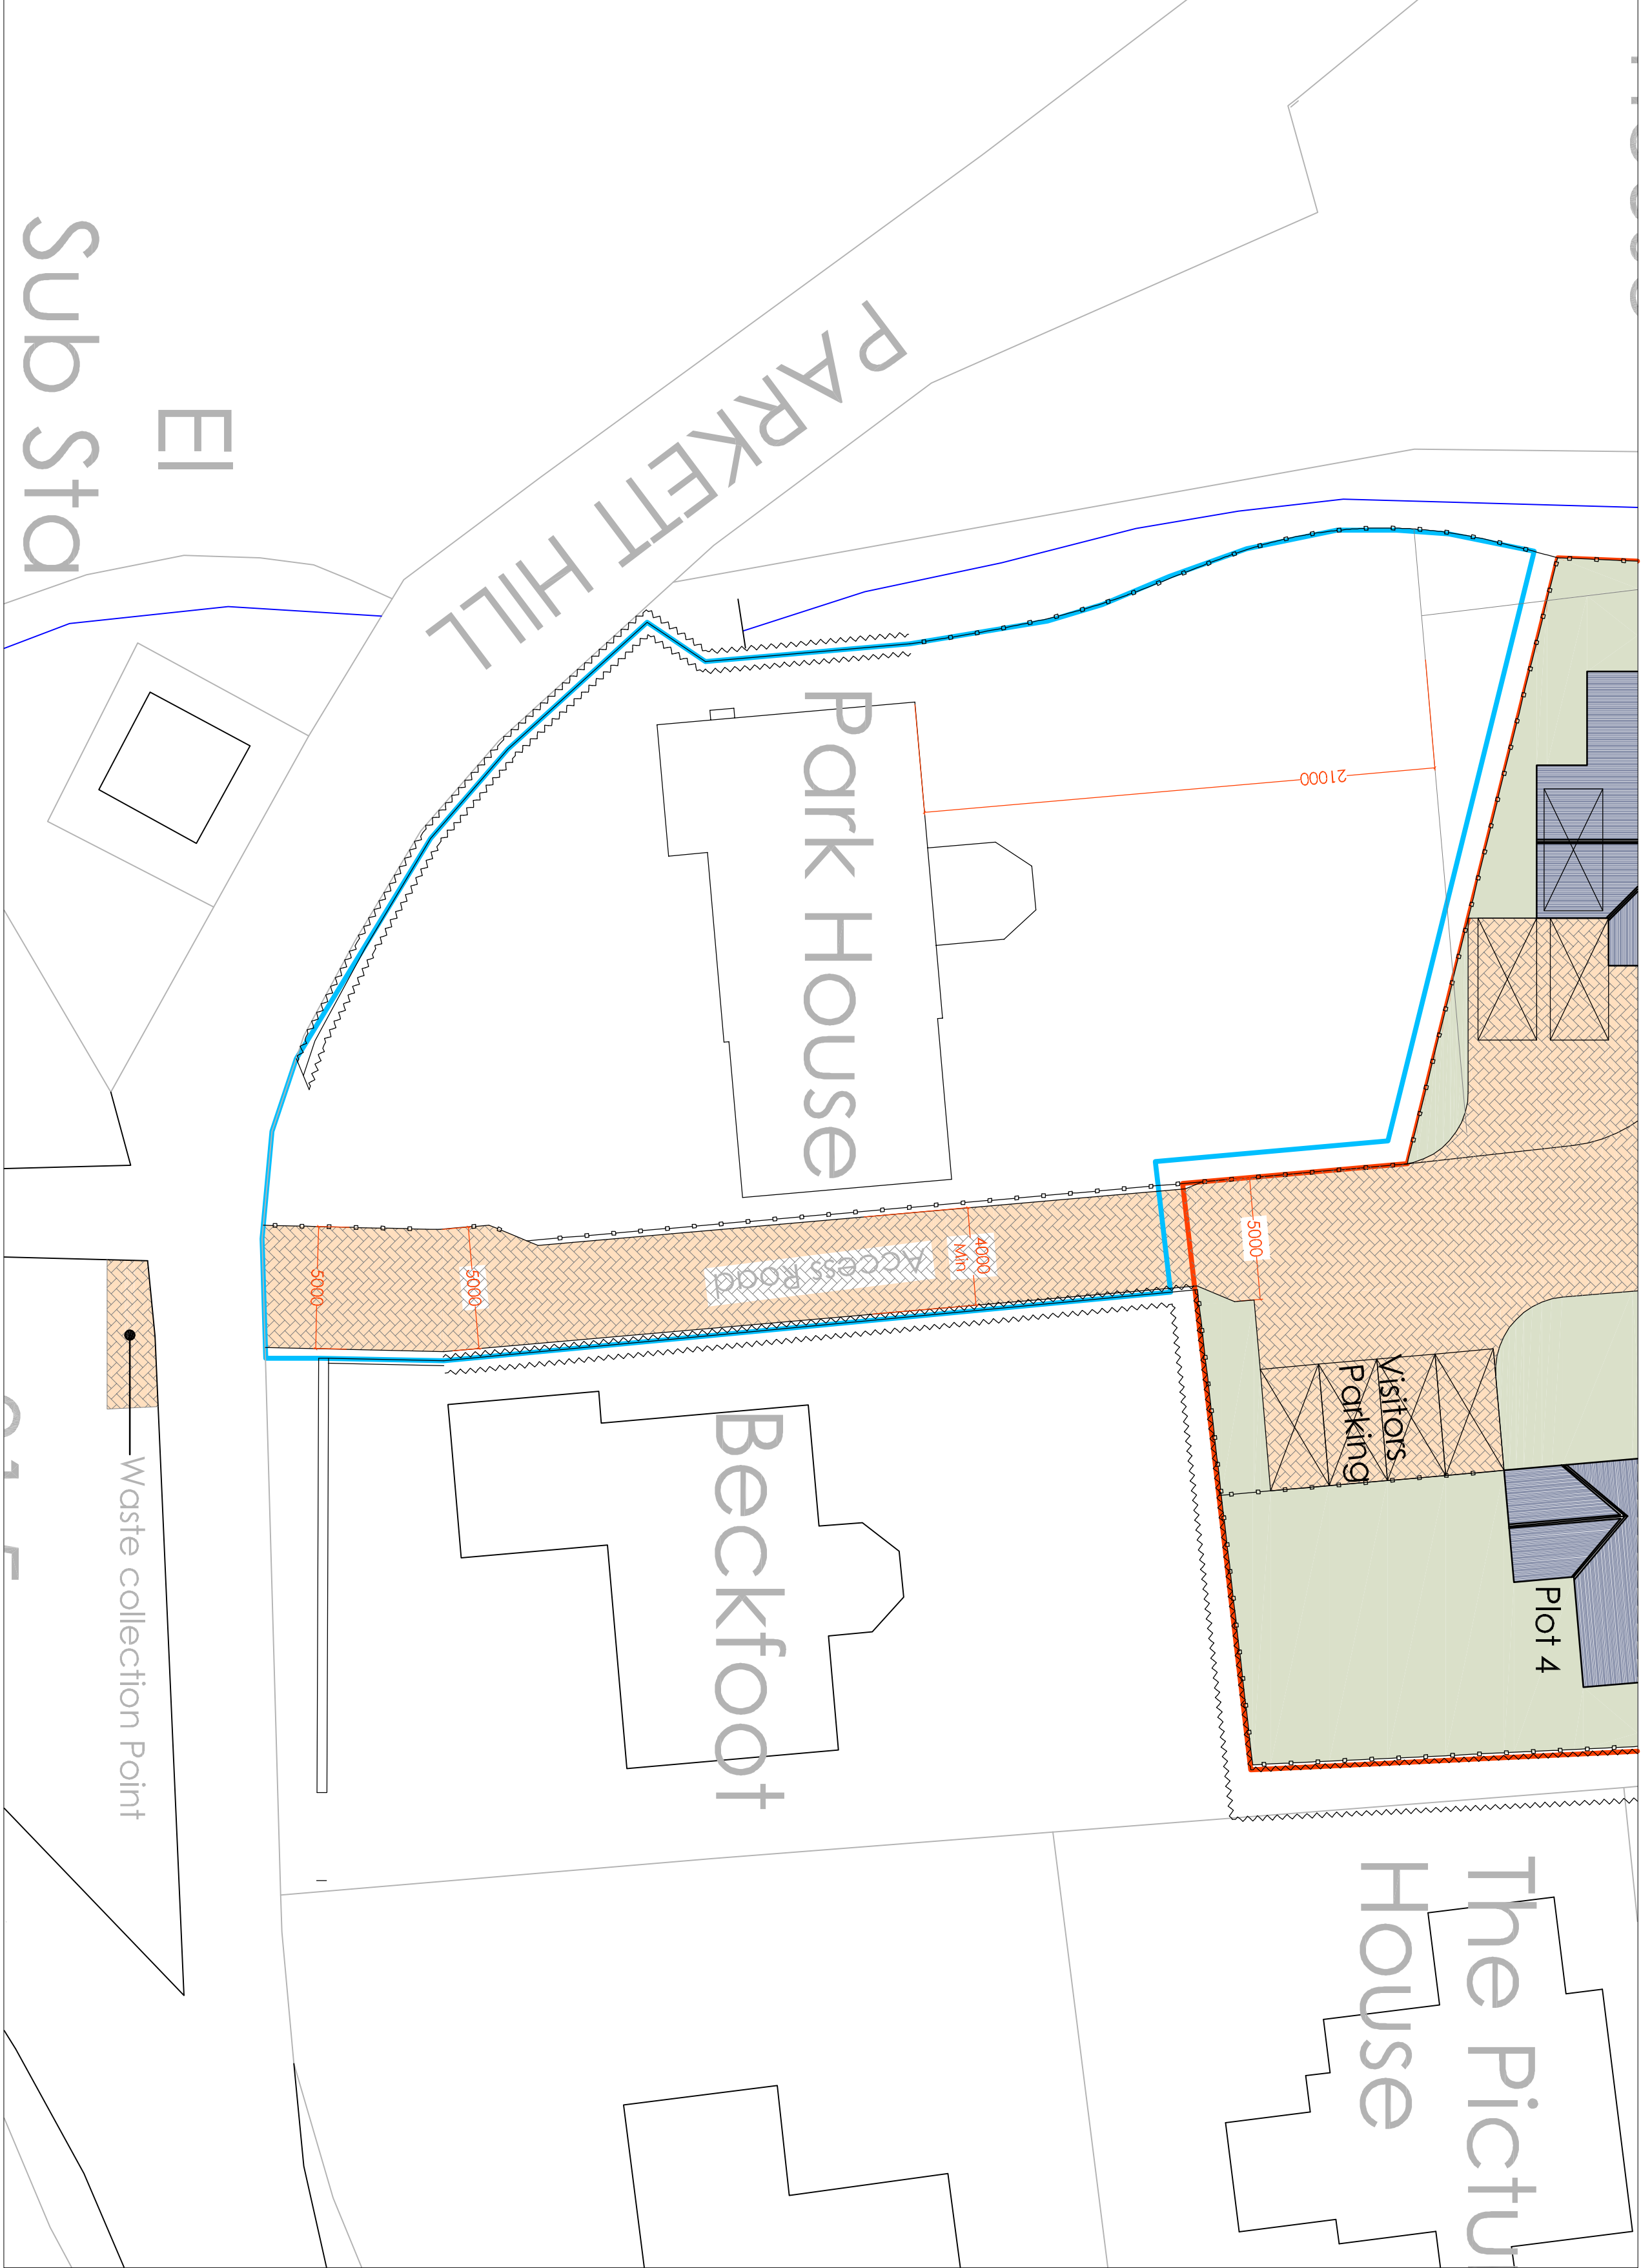 Sub Sta
El
PARKETT HILL
Park House
21000
Access Road
4000
Min
5000
5000
5000
Visitors
Parking
Plot 4
Beckfoot
Waste collection Point
The Pictu
House